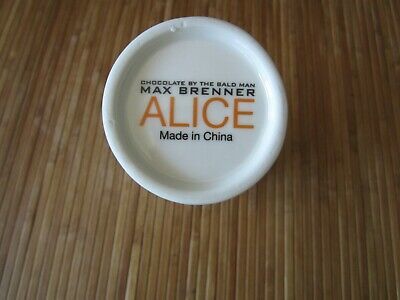 CHOCOLATE BY THE BALD MAN
MAX BRENNER
ALICE
Made in China